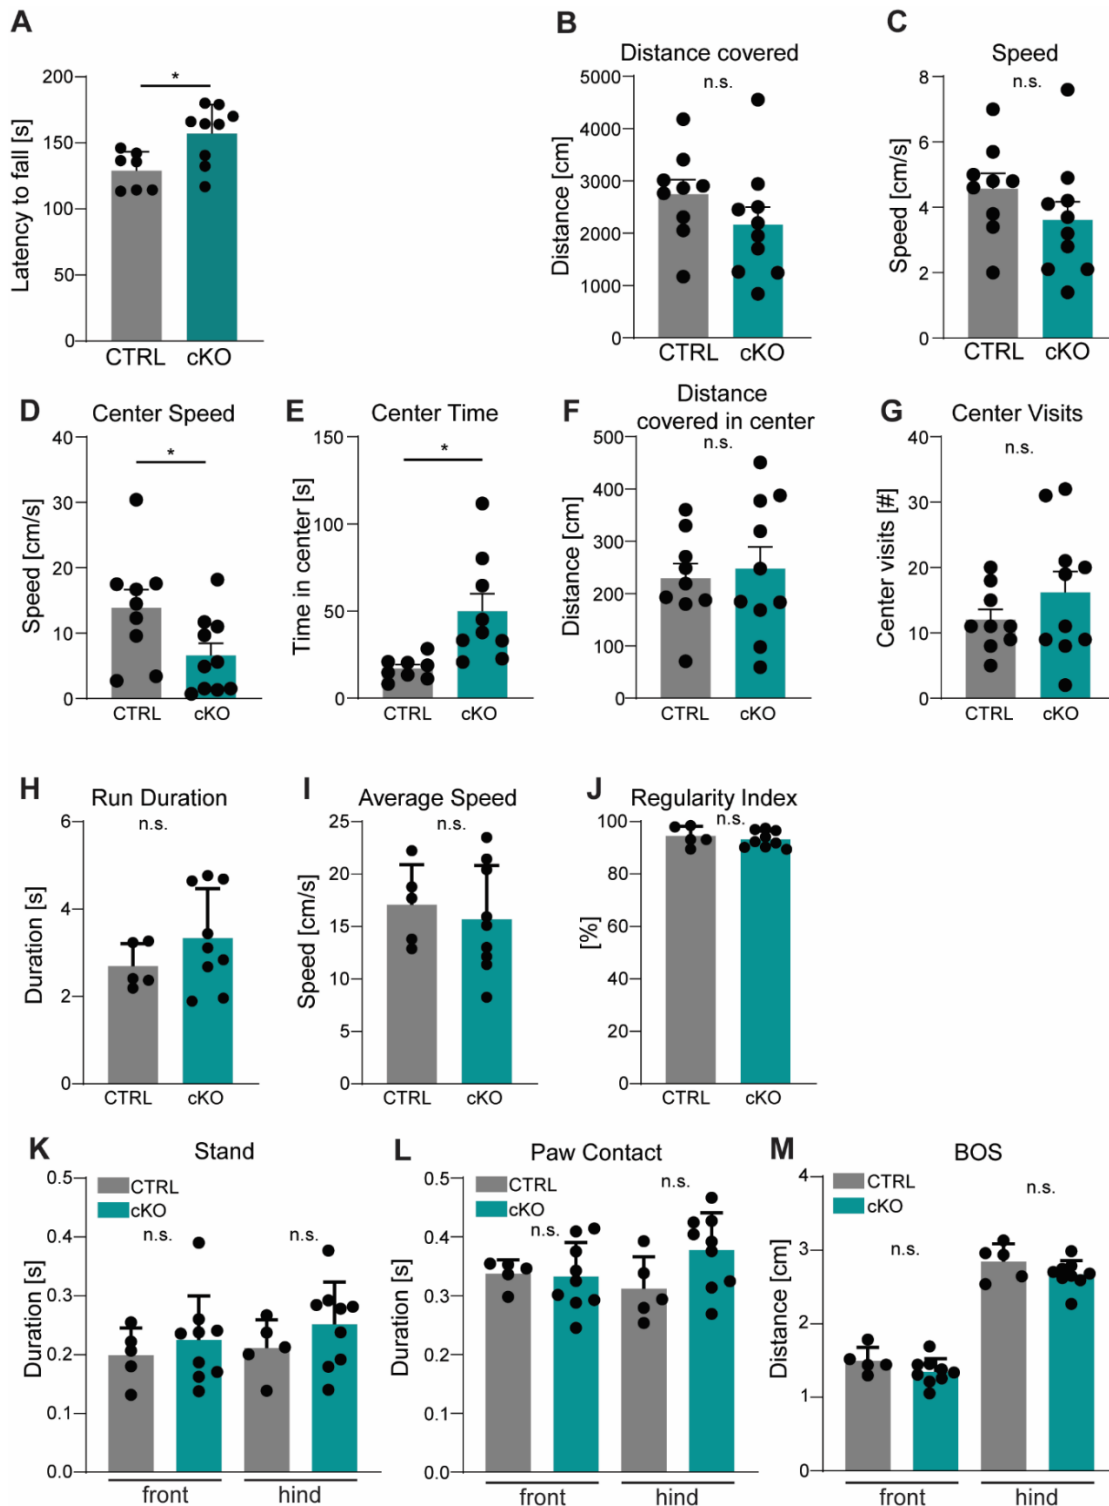 A
Latency to fall [s]
200
150
100
50
0
*
CTRL
cKO
B
Distance covered
n.s.
Distance [cm]
5000
4000
3000
2000
1000
0
CTRL
cKO
C
Speed
n.s.
Speed [cm/s]
8
6
4
2
0
CTRL
cKO
D
Center Speed
*
Speed [cm/s]
40
30
20
10
0
CTRL
cKO
E
Center Time
*
Time in center [s]
150
100
50
0
CTRL
cKO
F
Distance
covered in center
n.s.
Distance [cm]
500
400
300
200
100
0
CTRL
cKO
G
Center Visits
n.s.
Center visits [#]
40
30
20
10
0
CTRL
cKO
H
Run Duration
n.s.
Duration [s]
6
4
2
0
CTRL
cKO
I
Average Speed
n.s.
Speed [cm/s]
25
20
15
10
5
0
CTRL
cKO
J
Regularity Index
n.s.
[%]
100
80
60
40
20
0
CTRL
cKO
K
Stand
CTRL
cKO
n.s.
n.s.
Duration [s]
0.5
0.4
0.3
0.2
0.1
0.0
front
hind
L
Paw Contact
CTRL
cKO
n.s.
n.s.
Duration [s]
0.5
0.4
0.3
0.2
0.1
0.0
front
hind
M
BOS
CTRL
cKO
n.s.
n.s.
Distance [cm]
4
3
2
1
0
front
hind